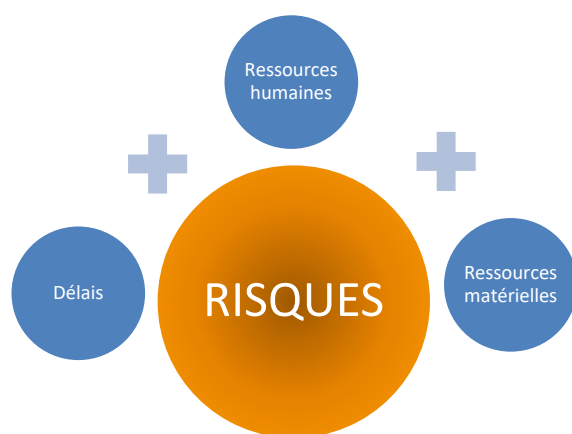 Ressources
humaines
Délais
RISQUES
Ressources
matérielles